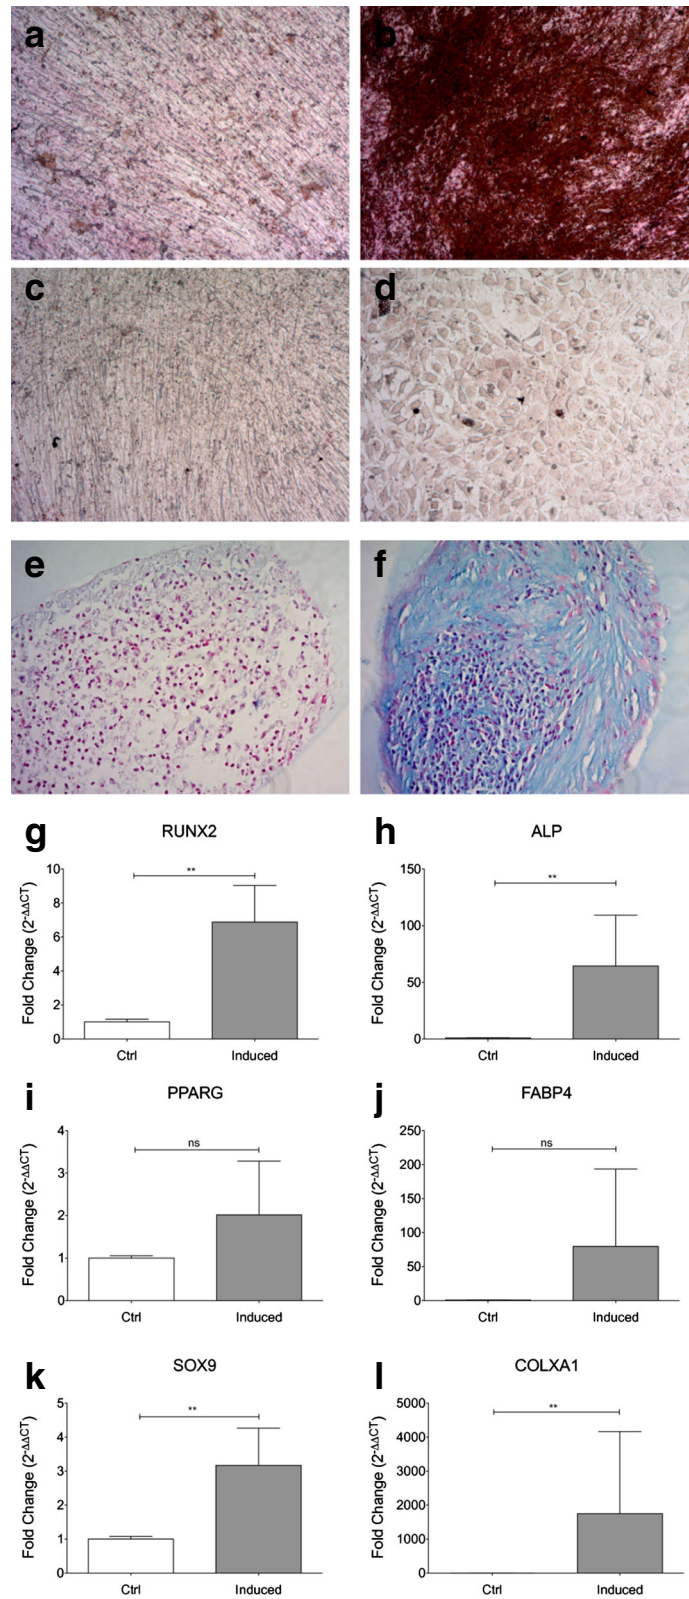 a
b
c
d
e
f
g
RUNX2
Fold Change (2-ΔΔCT)
10
8
6
4
2
0
**
Ctrl
Induced
h
ALP
Fold Change (2-ΔΔCT)
150
100
50
0
**
Ctrl
Induced
i
PPARG
Fold Change (2-ΔΔCT)
4
3
2
1
0
ns
Ctrl
Induced
j
FABP4
Fold Change (2-ΔΔCT)
250
200
150
100
50
0
ns
Ctrl
Induced
k
SOX9
Fold Change (2-ΔΔCT)
5
4
3
2
1
0
**
Ctrl
Induced
l
COLXA1
Fold Change (2-ΔΔCT)
5000
4000
3000
2000
1000
0
**
Ctrl
Induced